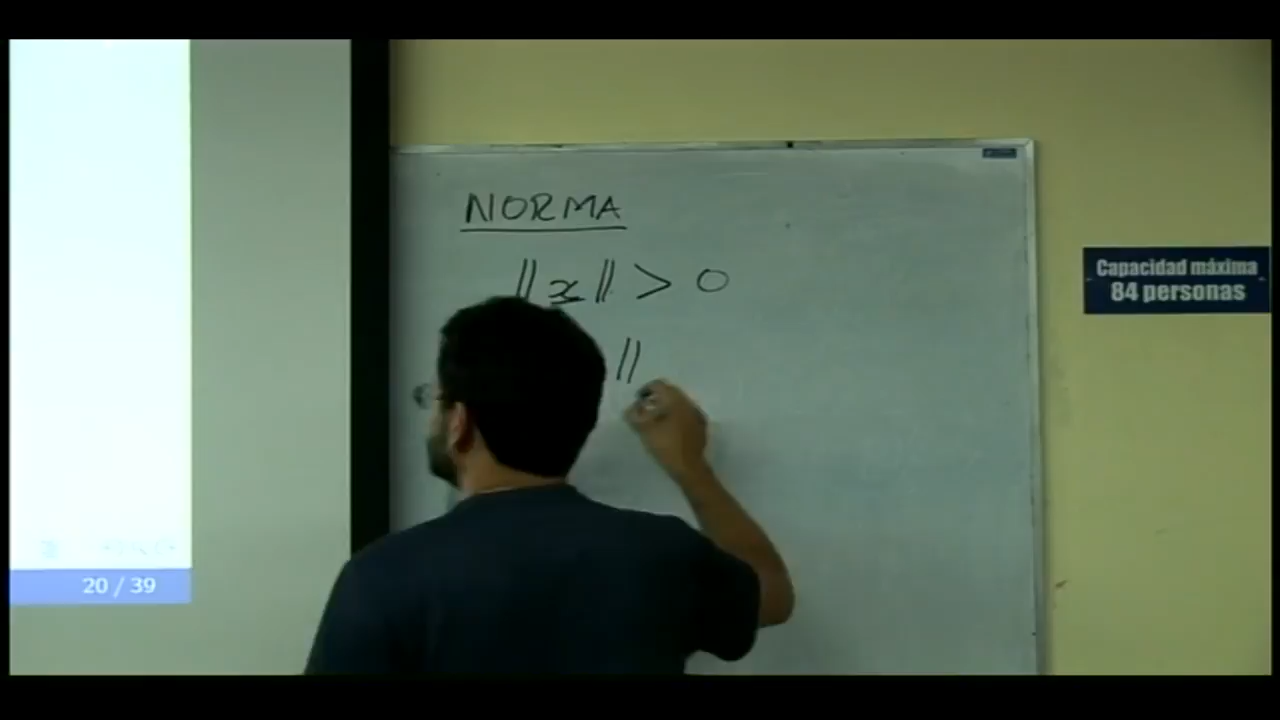 NORMA
‖x‖ > 0
‖
Capacidad máxima
84 personas
20 / 39